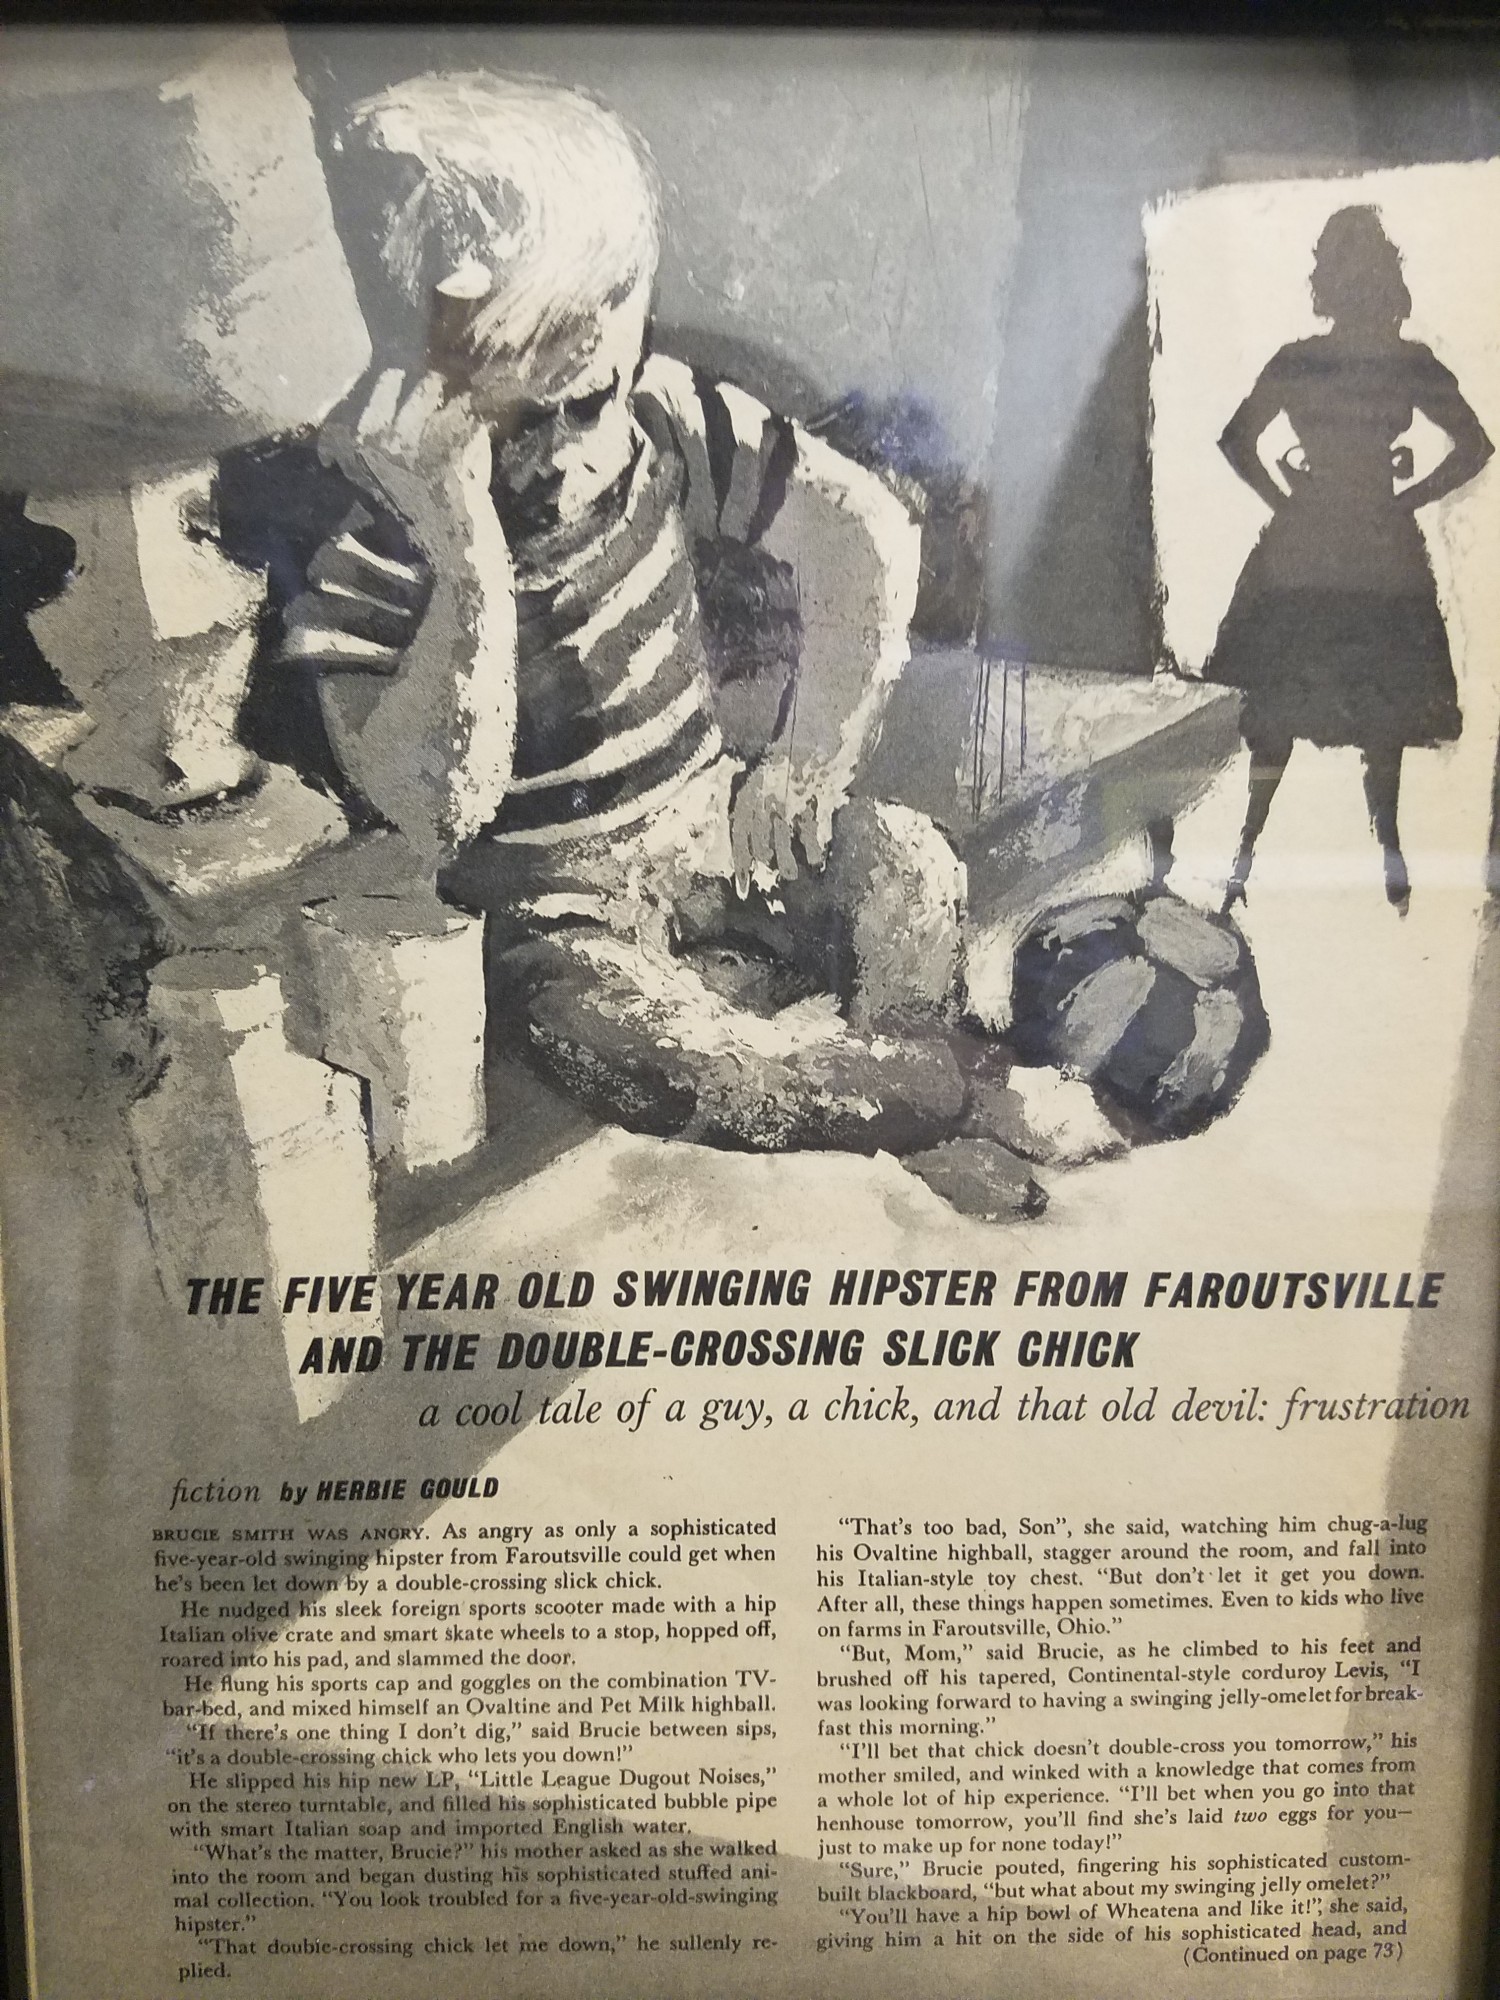 THE FIVE YEAR OLD SWINGING HIPSTER FROM FAROUTSVILLE
AND THE DOUBLE-CROSSING SLICK CHICK
a cool tale of a guy, a chick, and that old devil: frustration
fiction by HERBIE GOULD
BRUCIE SMITH WAS ANGRY. As angry as only a sophisticated
five-year-old swinging hipster from Faroutsville could get when
he's been let down by a double-crossing slick chick.
He nudged his sleek foreign sports scooter made with a hip
Italian olive crate and smart skate wheels to a stop, hopped off,
roared into his pad, and slammed the door.
He flung his sports cap and goggles on the combination TV-
bar-bed, and mixed himself an Ovaltine and Pet Milk highball.
"If there's one thing I don't dig," said Brucie between sips,
"it's a double-crossing chick who lets you down!"
He slipped his hip new LP, "Little League Dugout Noises,"
on the stereo turntable, and filled his sophisticated bubble pipe
with smart Italian soap and imported English water.
"What's the matter, Brucie?" his mother asked as she walked
into the room and began dusting his sophisticated stuffed ani-
mal collection. "You look troubled for a five-year-old-swinging
hipster."
"That double-crossing chick let me down," he sullenly re-
plied.
"That's too bad, Son", she said, watching him chug-a-lug
his Ovaltine highball, stagger around the room, and fall into
his Italian-style toy chest. "But don't let it get you down.
After all, these things happen sometimes. Even to kids who live
on farms in Faroutsville, Ohio."
"But, Mom," said Brucie, as he climbed to his feet and
brushed off his tapered, Continental-style corduroy Levis, "I
was looking forward to having a swinging jelly-omelet for break-
fast this morning."
"I'll bet that chick doesn't double-cross you tomorrow," his
mother smiled, and winked with a knowledge that comes from
a whole lot of hip experience. "I'll bet when you go into that
henhouse tomorrow, you'll find she's laid two eggs for you—
just to make up for none today!"
"Sure," Brucie pouted, fingering his sophisticated custom-
built blackboard, "but what about my swinging jelly omelet?"
"You'll have a hip bowl of Wheatena and like it!", she said,
giving him a hit on the side of his sophisticated head, and
(Continued on page 73)